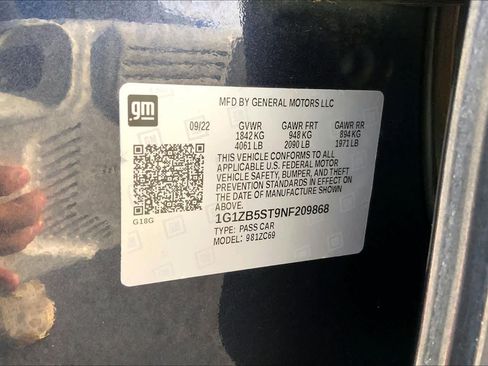 gm
MFD BY GENERAL MOTORS LLC
09/22 GVWR GAWR FRT GAWR RR
1842 KG 948 KG 894 KG
4061 LB 2090 LB 1971 LB
THIS VEHICLE CONFORMS TO ALL
APPLICABLE U.S. FEDERAL MOTOR
VEHICLE SAFETY, BUMPER, AND THEFT
PREVENTION STANDARDS IN EFFECT ON
THE DATE OF MANUFACTURE SHOWN
ABOVE.
G18G
1G1ZB5ST9NF209868
TYPE: PASS CAR
MODEL: 981ZC69